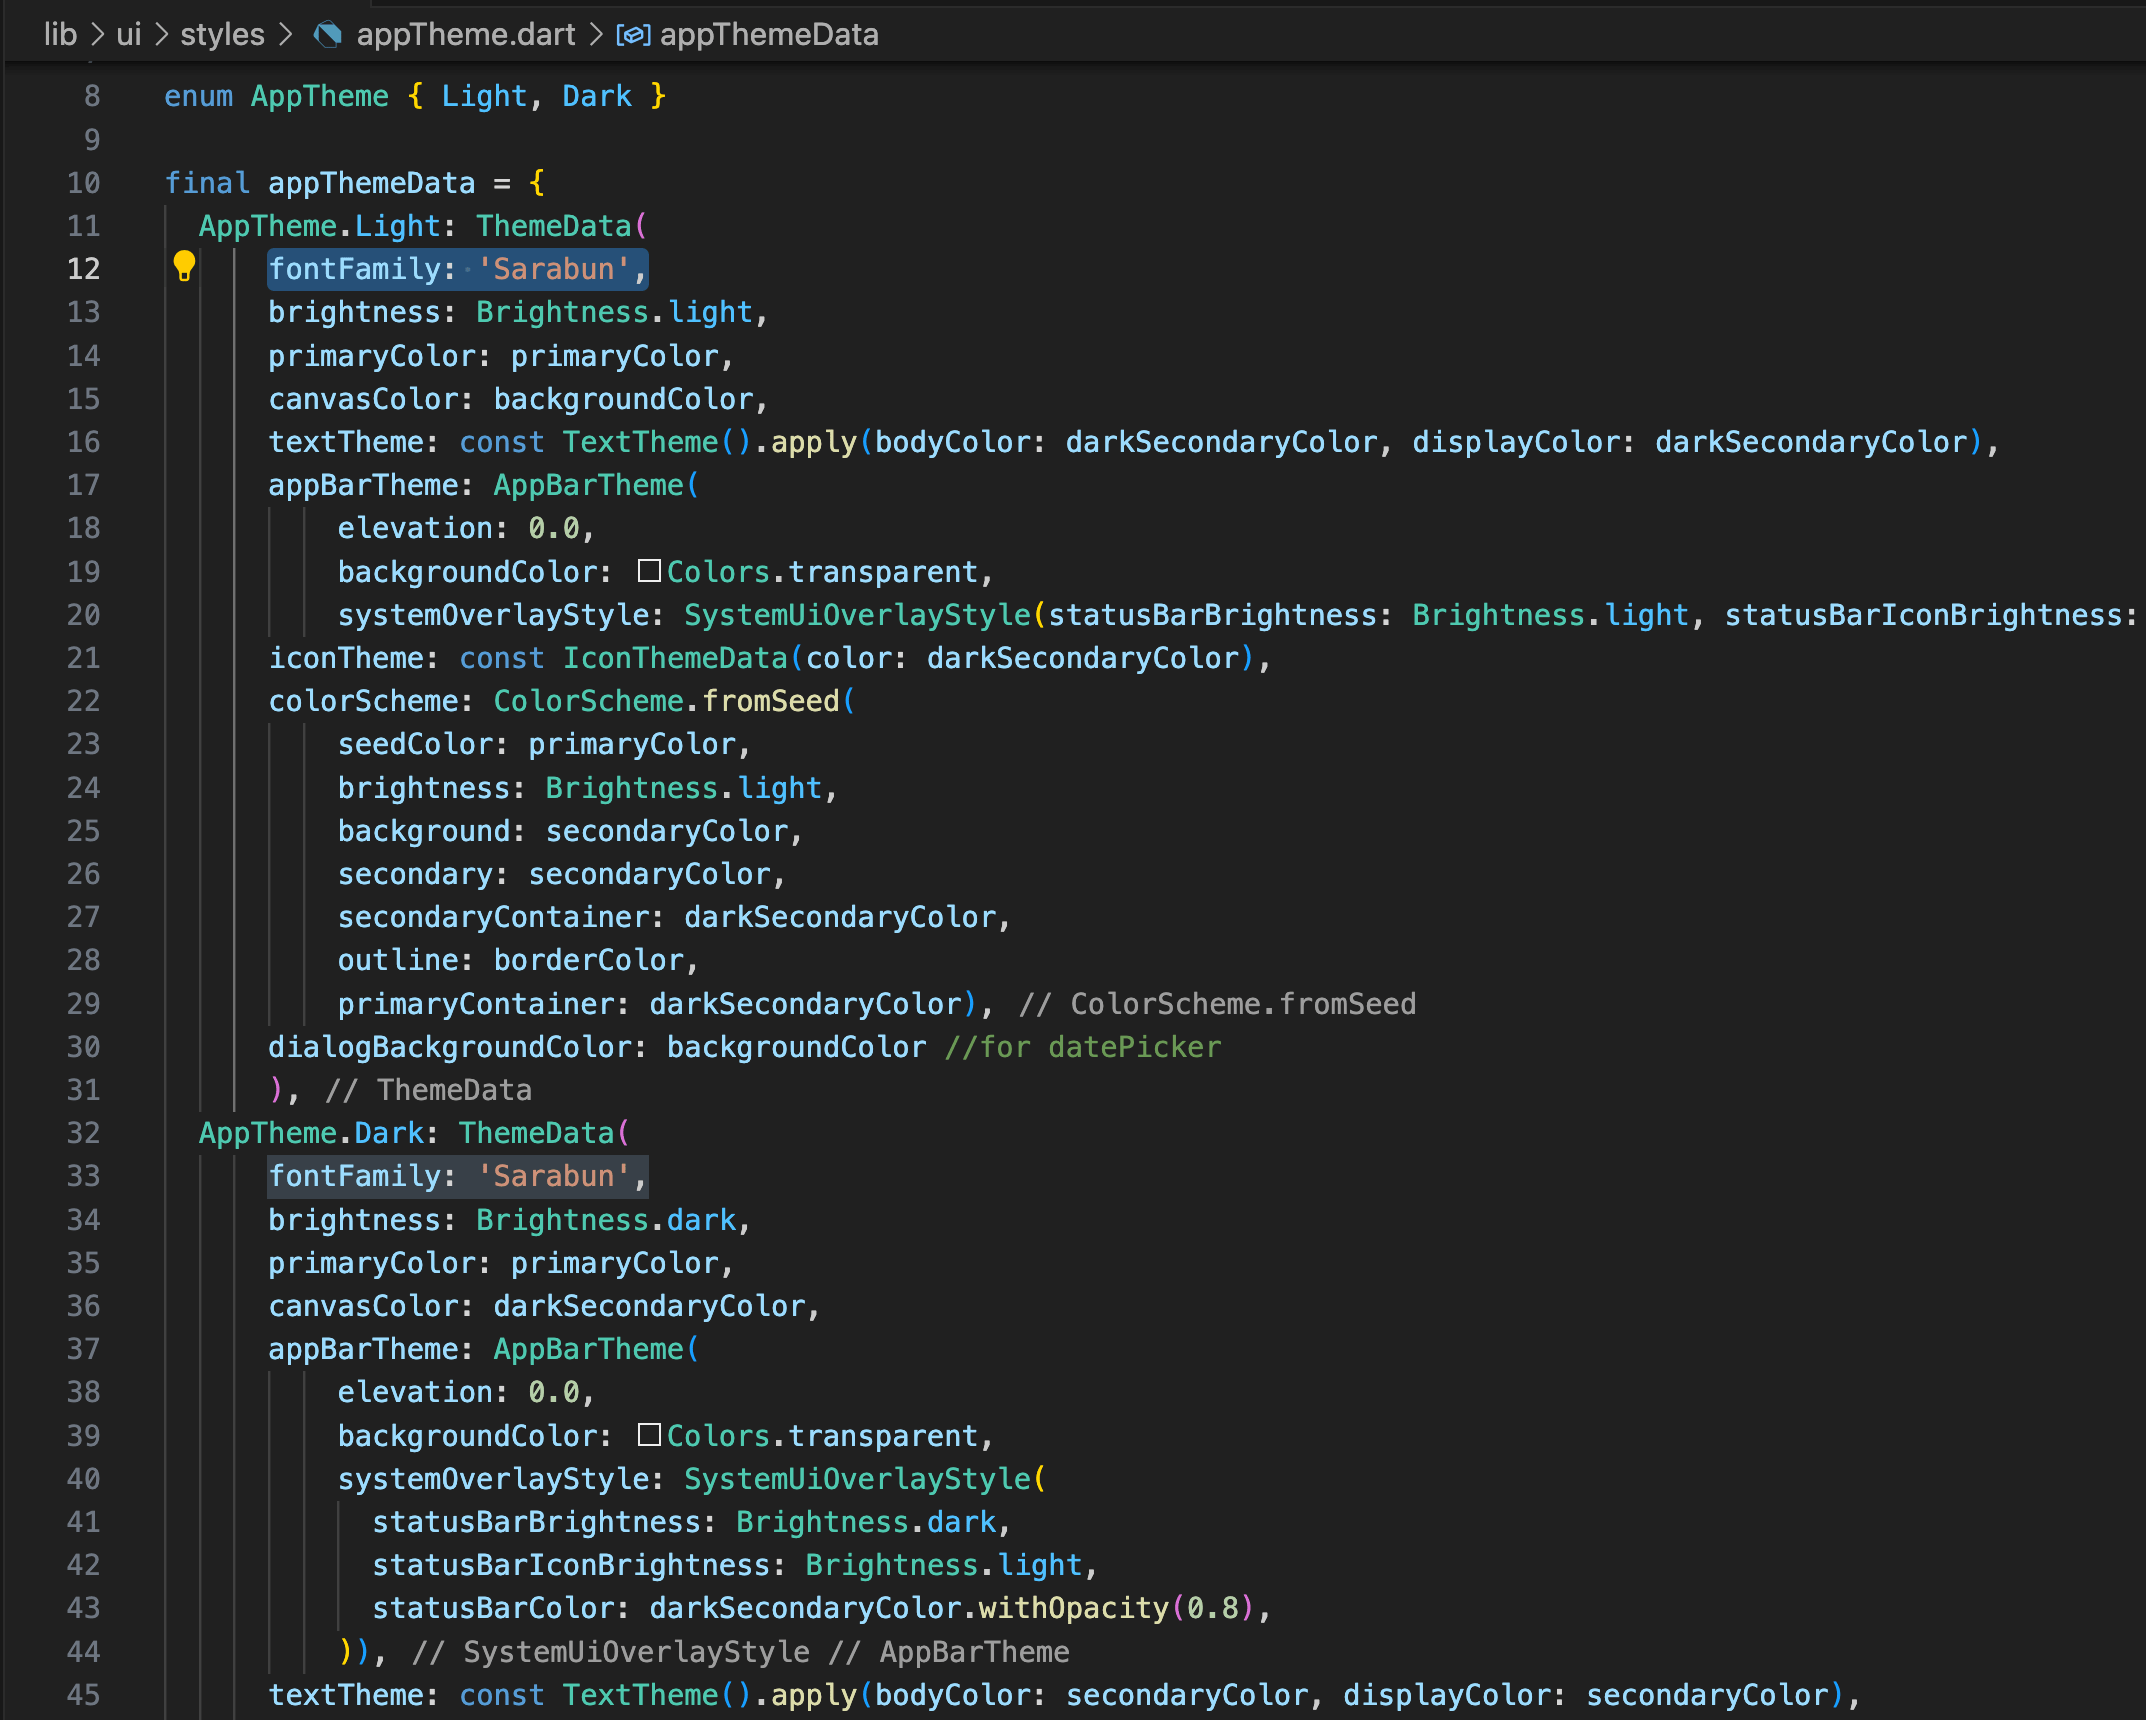 lib > ui > styles > appTheme.dart > appThemeData
8 enum AppTheme { Light, Dark }
9
10 final appThemeData = {
11 AppTheme.Light: ThemeData(
12 fontFamily: 'Sarabun',
13 brightness: Brightness.light,
14 primaryColor: primaryColor,
15 canvasColor: backgroundColor,
16 textTheme: const TextTheme().apply(bodyColor: darkSecondaryColor, displayColor: darkSecondaryColor),
17 appBarTheme: AppBarTheme(
18 elevation: 0.0,
19 backgroundColor: Colors.transparent,
20 systemOverlayStyle: SystemUiOverlayStyle(statusBarBrightness: Brightness.light, statusBarIconBrightness:
21 iconTheme: const IconThemeData(color: darkSecondaryColor),
22 colorScheme: ColorScheme.fromSeed(
23 seedColor: primaryColor,
24 brightness: Brightness.light,
25 background: secondaryColor,
26 secondary: secondaryColor,
27 secondaryContainer: darkSecondaryColor,
28 outline: borderColor,
29 primaryContainer: darkSecondaryColor), // ColorScheme.fromSeed
30 dialogBackgroundColor: backgroundColor //for datePicker
31 ), // ThemeData
32 AppTheme.Dark: ThemeData(
33 fontFamily: 'Sarabun',
34 brightness: Brightness.dark,
35 primaryColor: primaryColor,
36 canvasColor: darkSecondaryColor,
37 appBarTheme: AppBarTheme(
38 elevation: 0.0,
39 backgroundColor: Colors.transparent,
40 systemOverlayStyle: SystemUiOverlayStyle(
41 statusBarBrightness: Brightness.dark,
42 statusBarIconBrightness: Brightness.light,
43 statusBarColor: darkSecondaryColor.withOpacity(0.8),
44 )), // SystemUiOverlayStyle // AppBarTheme
45 textTheme: const TextTheme().apply(bodyColor: secondaryColor, displayColor: secondaryColor),